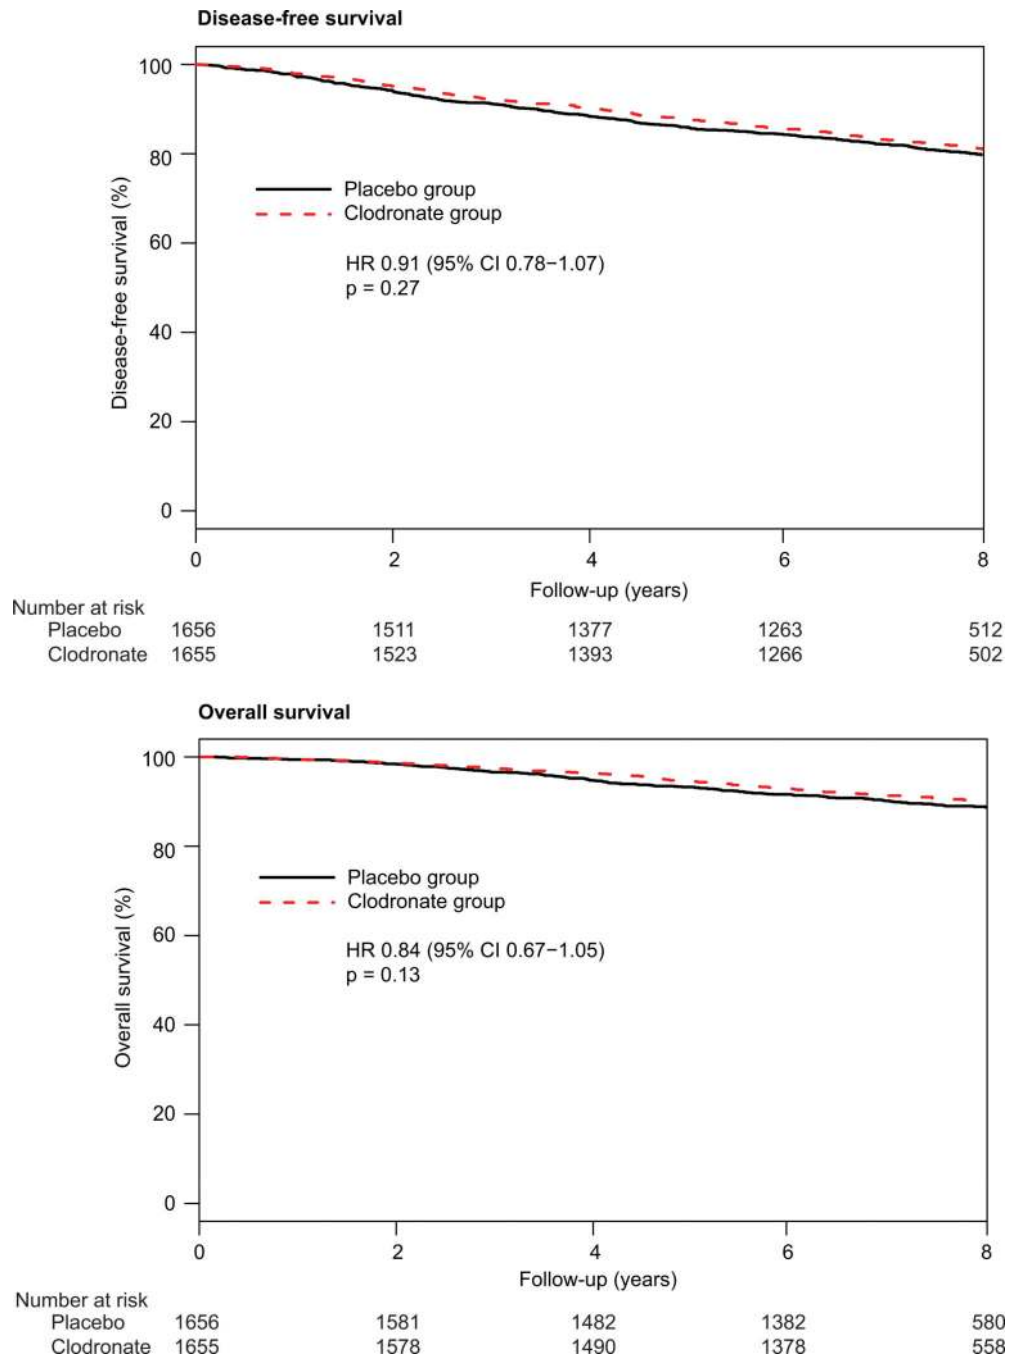 Disease-free survival
100
80
60
40
20
0
Disease-free survival (%)
Placebo group
Clodronate group
HR 0.91 (95% CI 0.78–1.07)
p = 0.27
0 2 4 6 8
Follow-up (years)
Number at risk
Placebo 1656 1511 1377 1263 512
Clodronate 1655 1523 1393 1266 502
Overall survival
100
80
60
40
20
0
Overall survival (%)
Placebo group
Clodronate group
HR 0.84 (95% CI 0.67–1.05)
p = 0.13
0 2 4 6 8
Follow-up (years)
Number at risk
Placebo 1656 1581 1482 1382 580
Clodronate 1655 1578 1490 1378 558